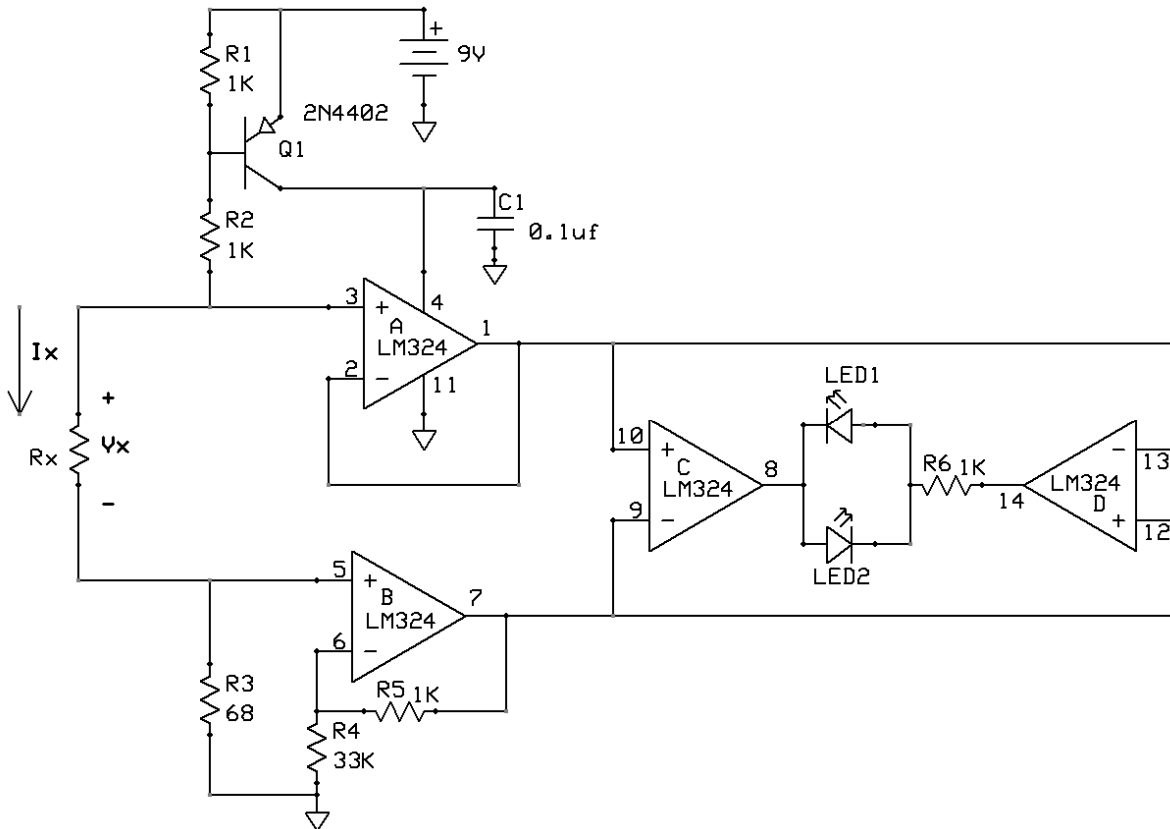 +
R1
1K
9V
2N4402
Q1
C1
0.1uf
R2
1K
3
+
4
A
LM324
1
2
−
11
Ix
+
Vx
Rx
−
LED1
10
+
C
LM324
8
9
−
R6 1K
−
13
LM324
14
D
+
12
LED2
5
+
B
LM324
7
6
−
R3
68
R5 1K
R4
33K